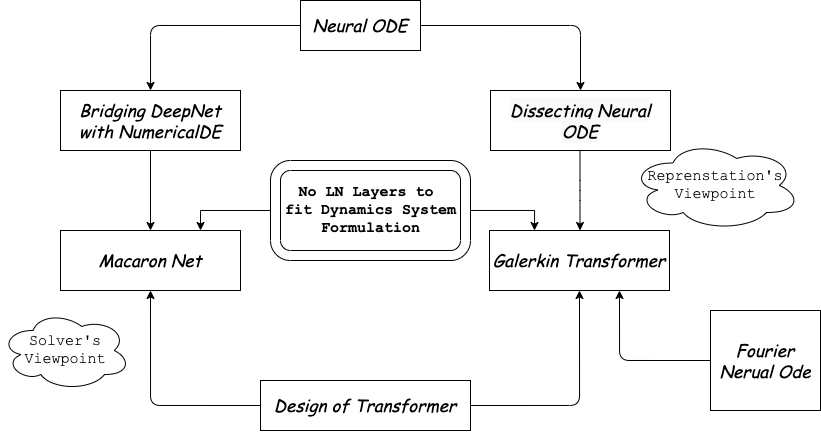 Neural ODE
Bridging DeepNet
with NumericalDE
Dissecting Neural
ODE
Reprenstation's
Viewpoint
No LN Layers to
fit Dynamics System
Formulation
Macaron Net
Galerkin Transformer
Solver's
Viewpoint
Fourier
Nerual Ode
Design of Transformer